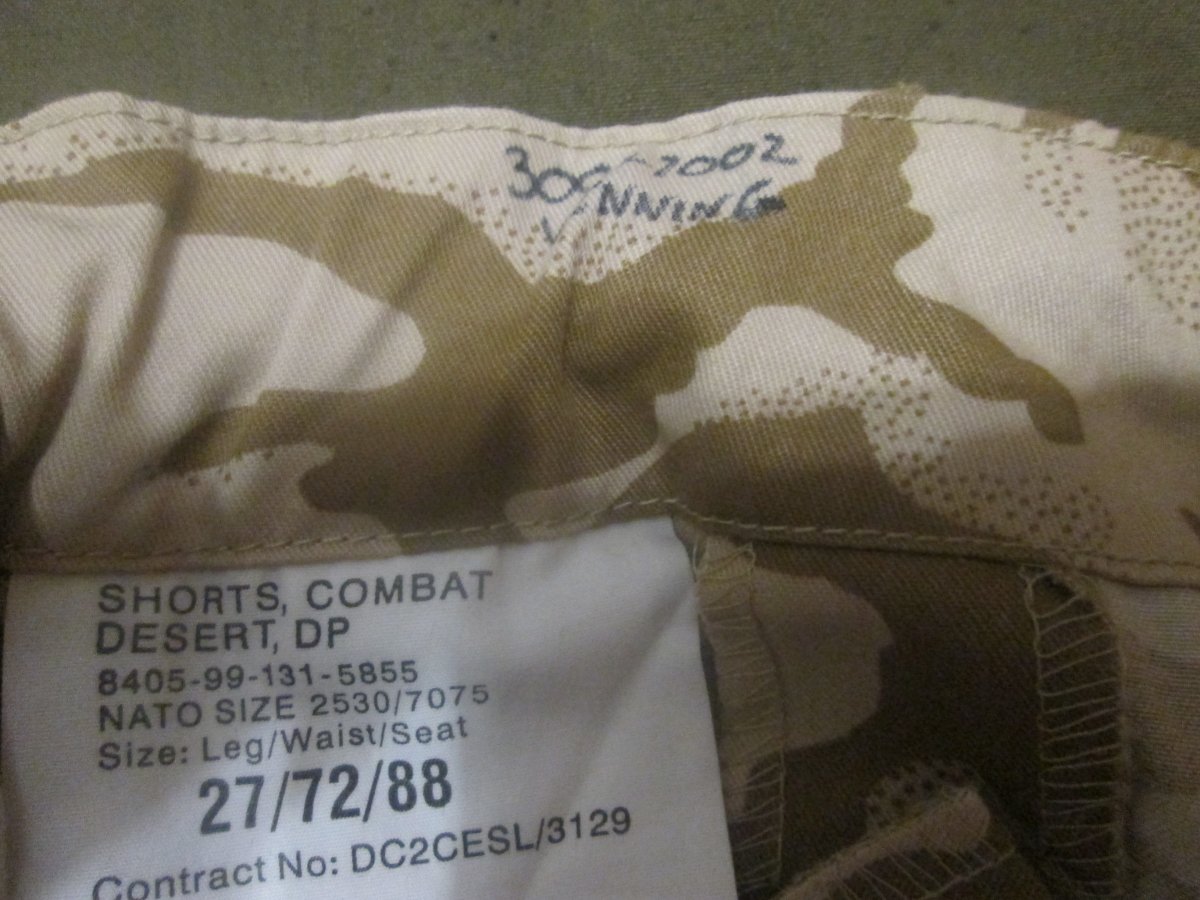 SHORTS, COMBAT
DESERT, DP
8405-99-131-5855
NATO SIZE 2530/7075
Size: Leg/Waist/Seat
27/72/88
Contract No: DC2CESL/3129